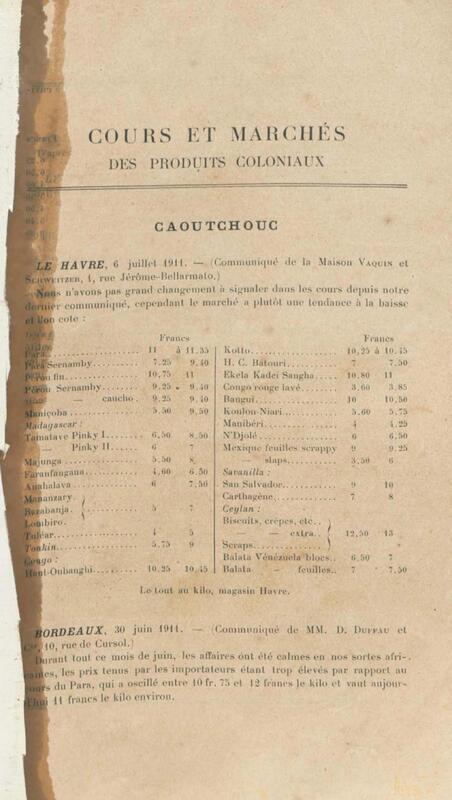 COURS ET MARCHÉS
DES PRODUITS COLONIAUX
CAOUTCHOUC
LE HAVRE, 6 juillet 1911. — (Communiqué de la Maison VAQUIN et
SCHWEITZER, 1, rue Jérôme-Bellarmato.)
Nous n'avons pas grand changement à signaler dans les cours depuis notre
dernier communiqué, cependant le marché a plutôt une tendance à la baisse
et l'on cote :
Francs
Para 11 à 11.35
Para Sernamby 7.25 9.40
Pérou fin 10,75 11
Pérou Sernamby 9.25 9.40
— caucho 9.25 9.40
Maniçoba 5.50 9.50
Madagascar :
Tamatave Pinky I 6,50 8.50
— Pinky II 6 7
Majunga 5.50 8
Faranfangana 4,60 6.50
Anahalava 6 7,50
Mananzary.
Barabanja. 5 7
Lombiro.
Tuléar 4 5
Tonkin 5.75 9
Congo :
Haut-Oubanghi 10.25 10.45
Francs
Kotto 10,25 à 10.45
H. C. Batouri 7 7.50
Ekela Kadei Sangha 10,80 11
Congo rouge lavé 3,60 3.85
Bangui 10 10,50
Koulon-Niari 5.60 5.75
Manibéri 4 4.25
N'Djolé 6 6,50
Mexique feuilles scrappy 9 9.25
— slaps 3,50 6
Savanilla :
San Salvador 9 10
Carthagène 7 8
Ceylan :
Biscuits, crêpes, etc..
— — extra.. 12,50 13
Scraps
Balata Vénézuela blocs.. 6,50 7
Balata — feuilles.. 7 7,50
Le tout au kilo, magasin Havre.
BORDEAUX, 30 juin 1911. — (Communiqué de MM. D. DUFFAU et
Cie, 10, rue de Cursol.)
Durant tout ce mois de juin, les affaires ont été calmes en nos sortes afri-
caines, les prix tenus par les importateurs étant trop élevés par rapport au
cours du Para, qui a oscillé entre 10 fr. 75 et 12 francs le kilo et vaut aujour-
d'hui 11 francs le kilo environ.